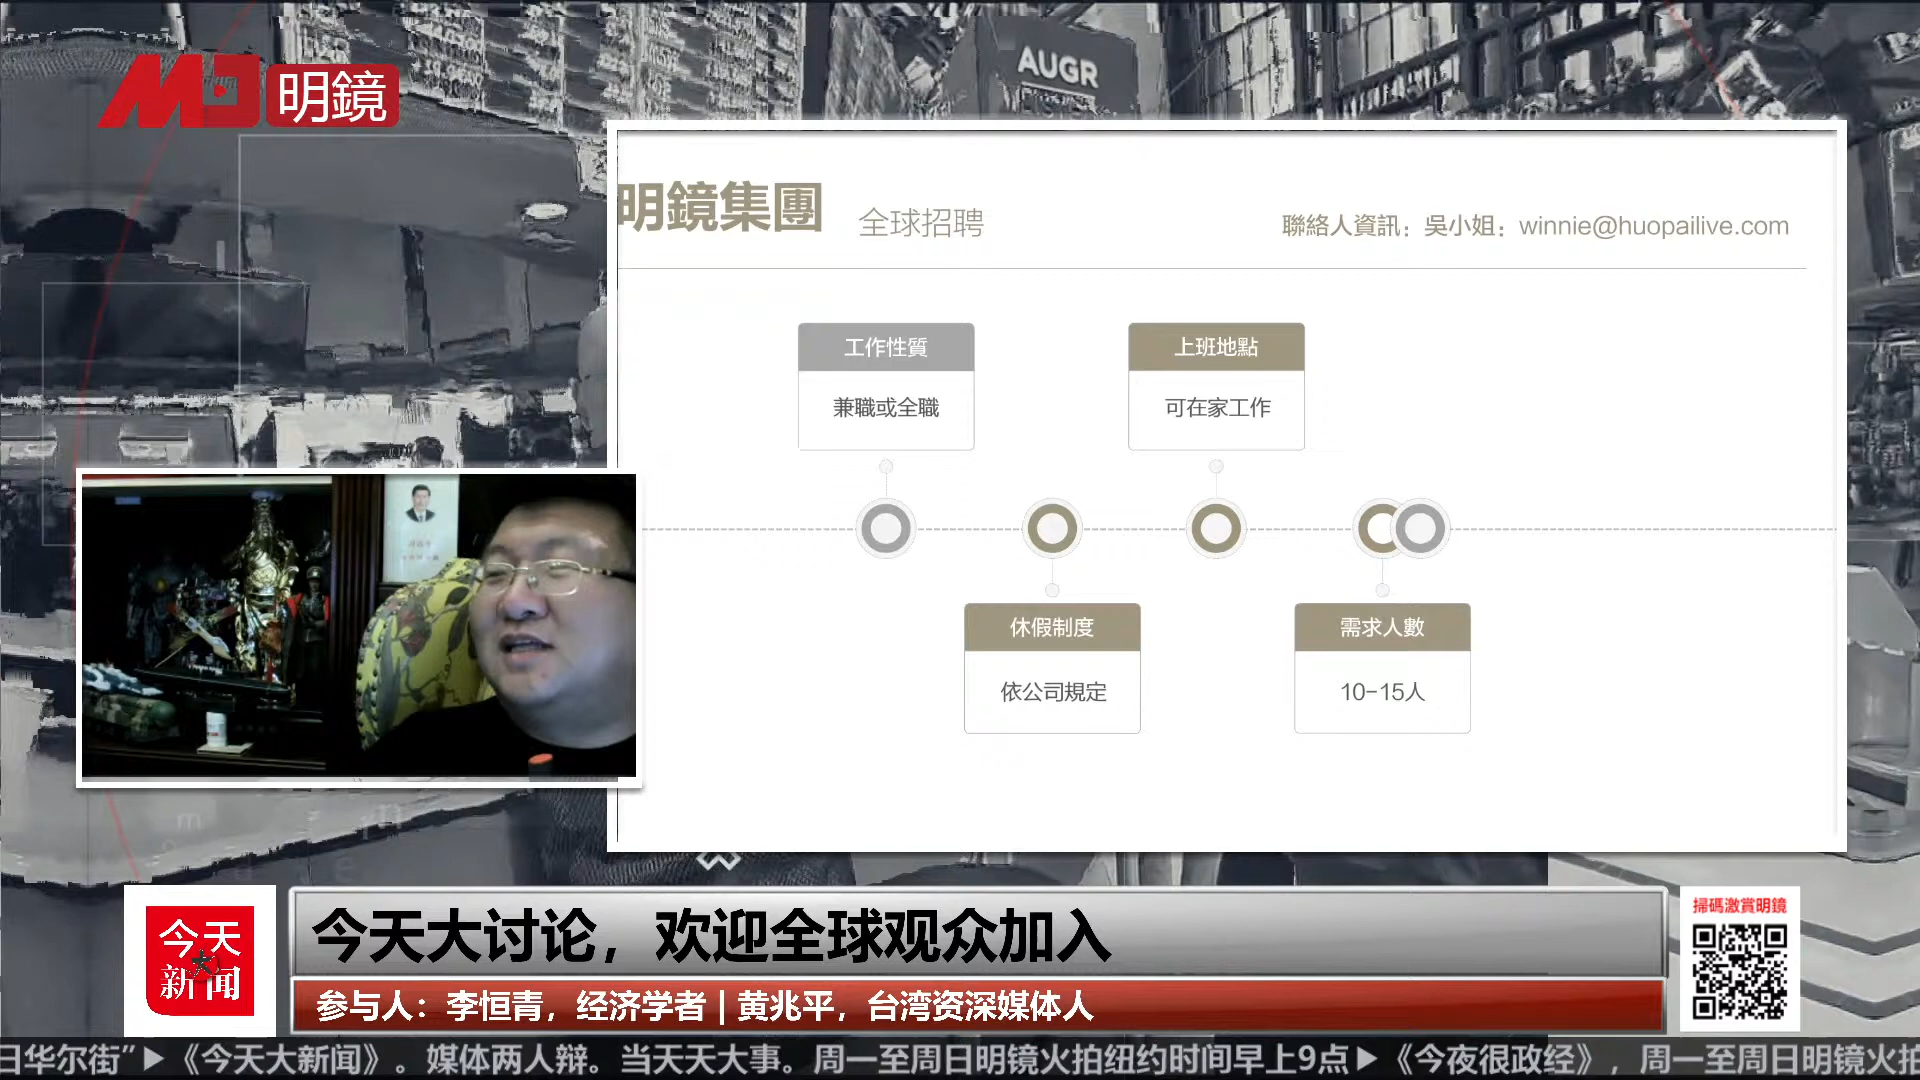 AUGR
明鏡
明鏡集團
全球招聘
聯絡人資訊：吳小姐：winnie@huopailive.com
工作性質
兼職或全職
上班地點
可在家工作
休假制度
依公司規定
需求人數
10-15人
今天大讨论，欢迎全球观众加入
参与人：李恒青，经济学者 | 黄兆平，台湾资深媒体人
今天
大
新闻
掃碼激賞明鏡
日华尔街”▶《今天大新闻》。媒体两人辩。当天天大事。周一至周日明镜火拍纽约时间早上9点▶《今夜很政经》，周一至周日明镜火拍